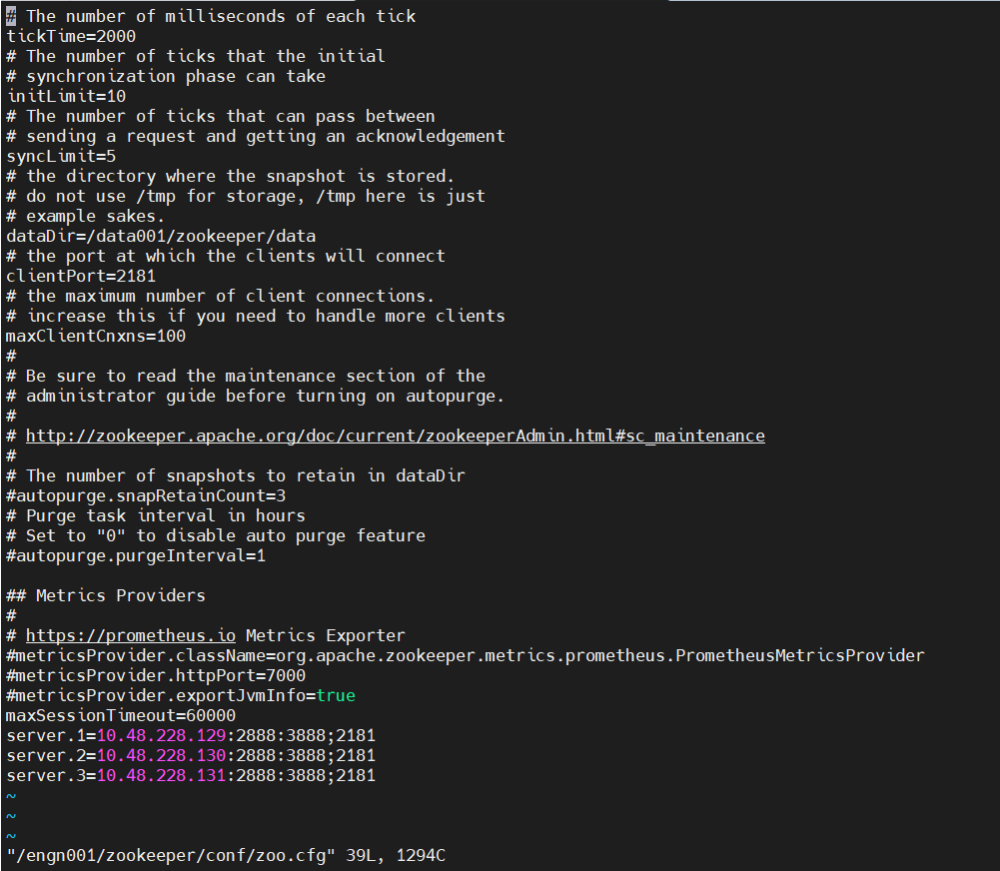 # The number of milliseconds of each tick
tickTime=2000
# The number of ticks that the initial
# synchronization phase can take
initLimit=10
# The number of ticks that can pass between
# sending a request and getting an acknowledgement
syncLimit=5
# the directory where the snapshot is stored.
# do not use /tmp for storage, /tmp here is just
# example sakes.
dataDir=/data001/zookeeper/data
# the port at which the clients will connect
clientPort=2181
# the maximum number of client connections.
# increase this if you need to handle more clients
maxClientCnxns=100
#
# Be sure to read the maintenance section of the
# administrator guide before turning on autopurge.
#
# http://zookeeper.apache.org/doc/current/zookeeperAdmin.html#sc_maintenance
#
# The number of snapshots to retain in dataDir
#autopurge.snapRetainCount=3
# Purge task interval in hours
# Set to "0" to disable auto purge feature
#autopurge.purgeInterval=1

## Metrics Providers
#
# https://prometheus.io Metrics Exporter
#metricsProvider.className=org.apache.zookeeper.metrics.prometheus.PrometheusMetricsProvider
#metricsProvider.httpPort=7000
#metricsProvider.exportJvmInfo=true
maxSessionTimeout=60000
server.1=10.48.228.129:2888:3888;2181
server.2=10.48.228.130:2888:3888;2181
server.3=10.48.228.131:2888:3888;2181
~
~
~
"/engn001/zookeeper/conf/zoo.cfg" 39L, 1294C